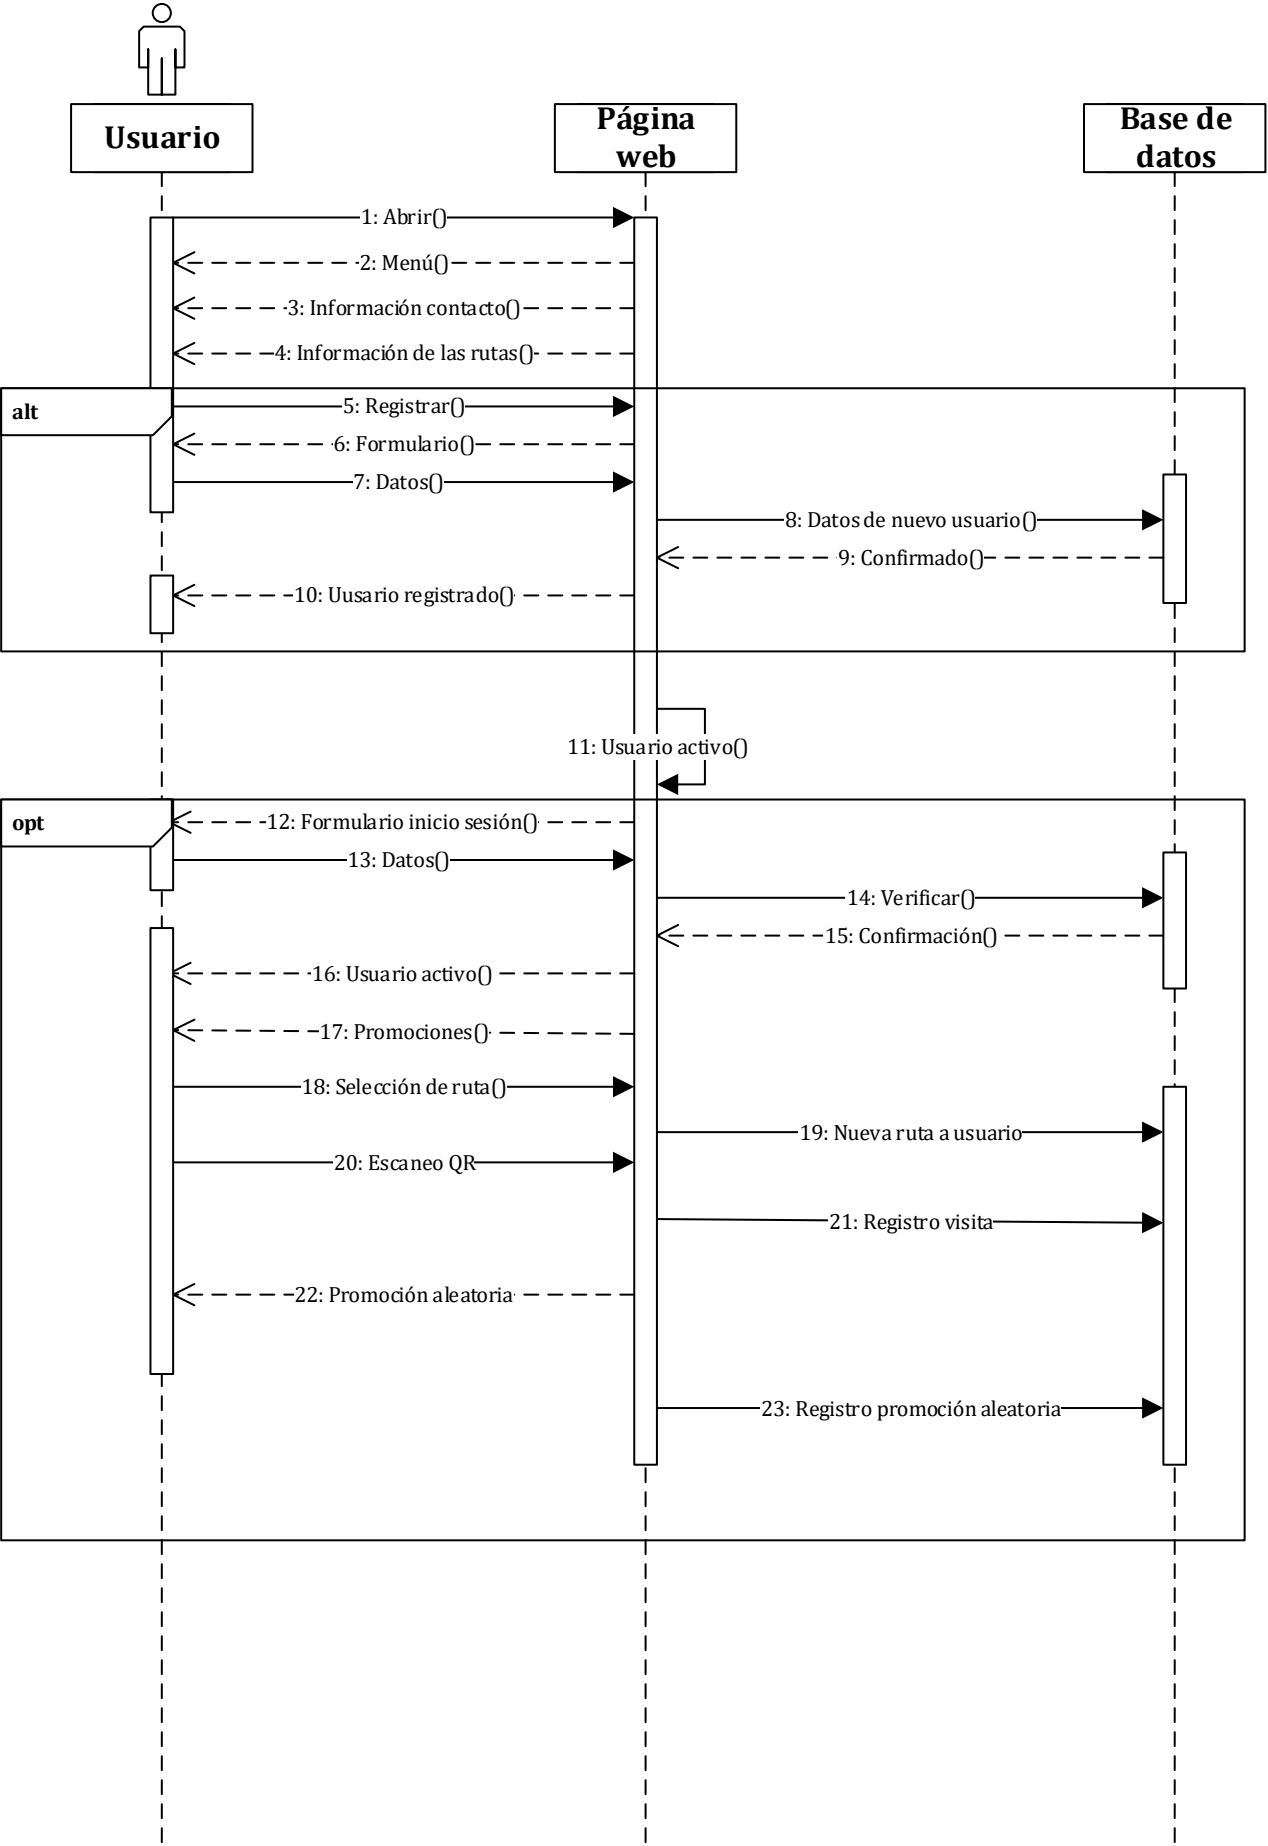 Usuario
Página
web
Base de
datos
1: Abrir()
2: Menú()
3: Información contacto()
4: Información de las rutas()
alt
5: Registrar()
6: Formulario()
7: Datos()
8: Datos de nuevo usuario()
9: Confirmado()
10: Uusario registrado()
11: Usuario activo()
opt
12: Formulario inicio sesión()
13: Datos()
14: Verificar()
15: Confirmación()
16: Usuario activo()
17: Promociones()
18: Selección de ruta()
19: Nueva ruta a usuario
20: Escaneo QR
21: Registro visita
22: Promoción aleatoria
23: Registro promoción aleatoria